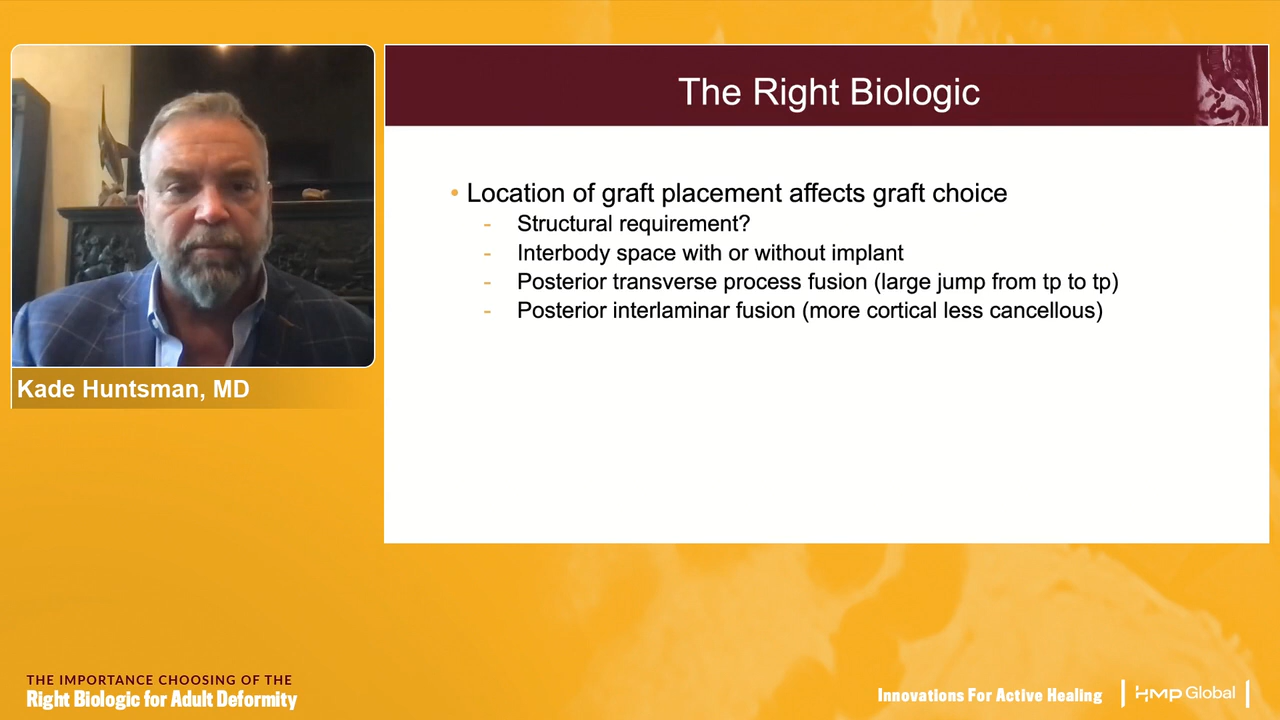 The Right Biologic
• Location of graft placement affects graft choice
- Structural requirement?
- Interbody space with or without implant
- Posterior transverse process fusion (large jump from tp to tp)
- Posterior interlaminar fusion (more cortical less cancellous)
Kade Huntsman, MD
THE IMPORTANCE CHOOSING OF THE
Right Biologic for Adult Deformity
Innovations For Active Healing
HMP Global